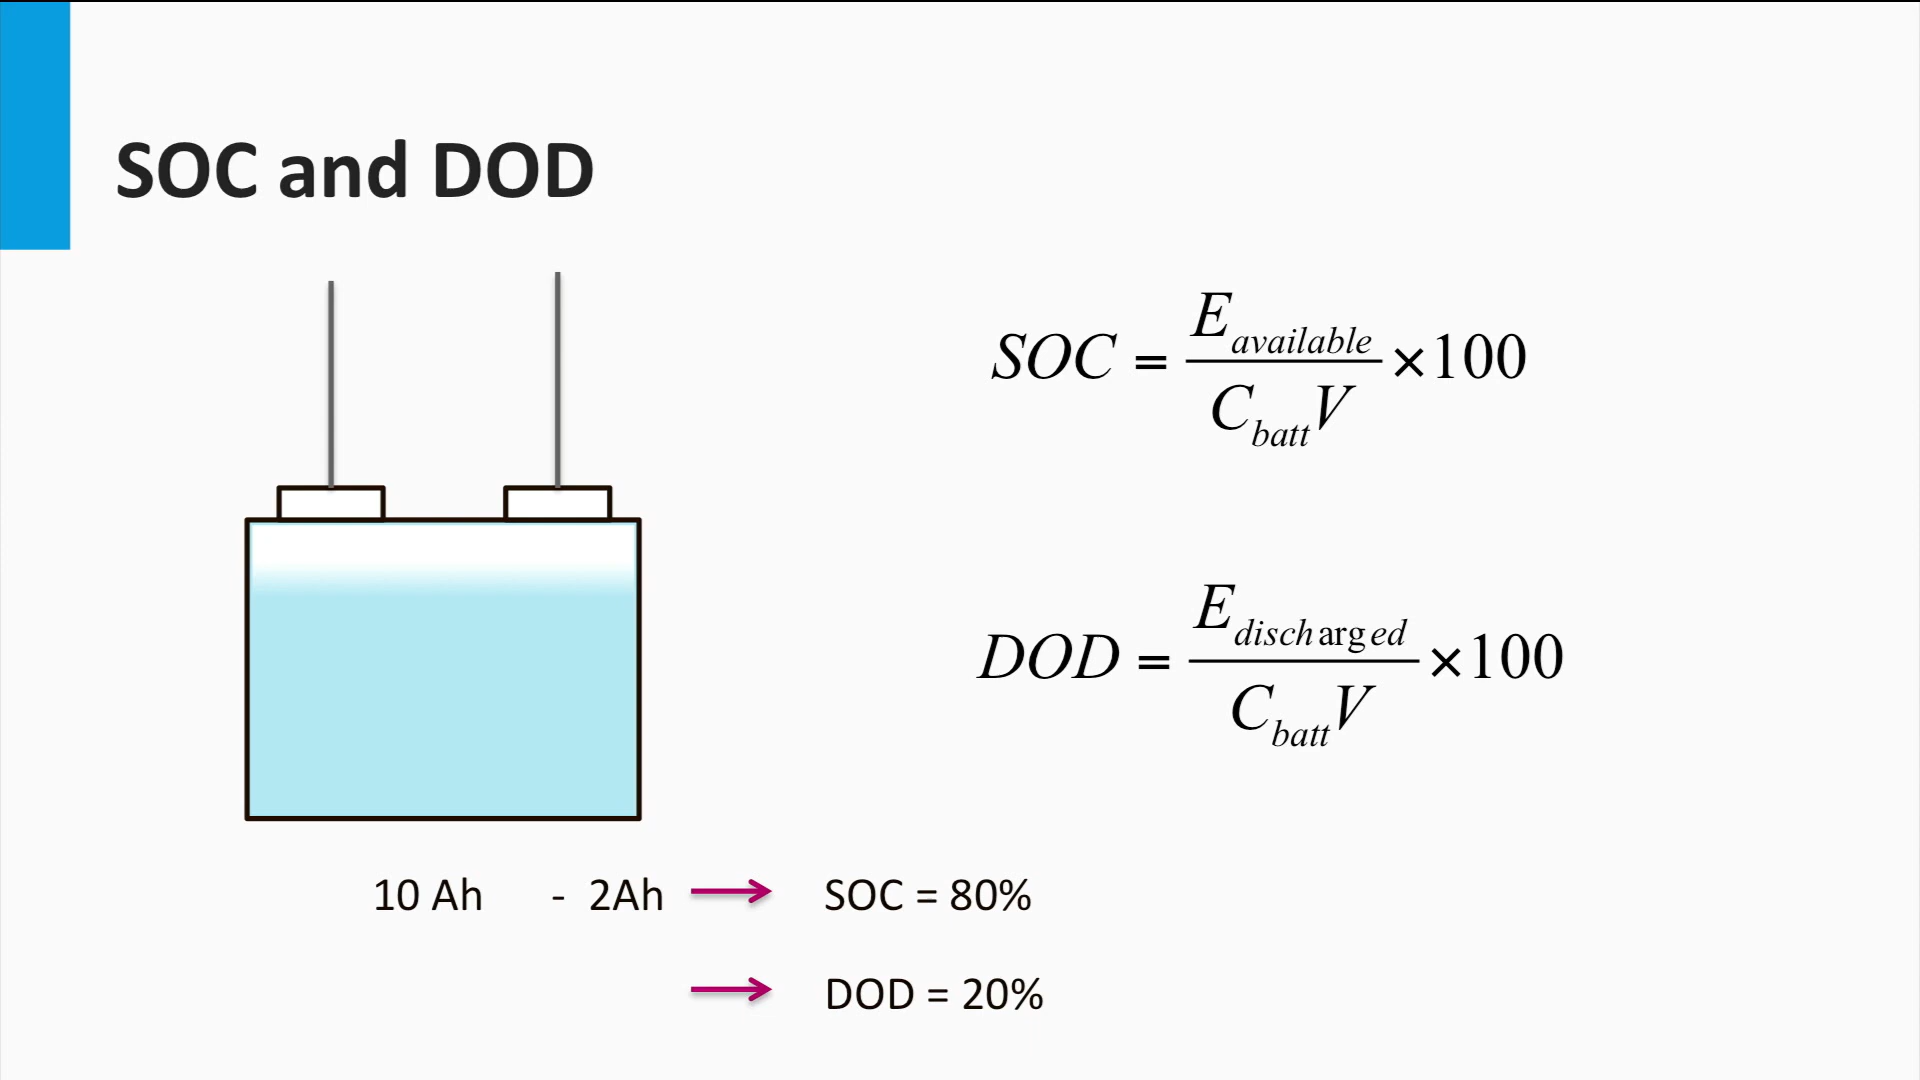 SOC and DOD
SOC = E_available / C_batt V ×100
DOD = E_discharged / C_batt V ×100
10 Ah - 2Ah → SOC = 80%
→ DOD = 20%